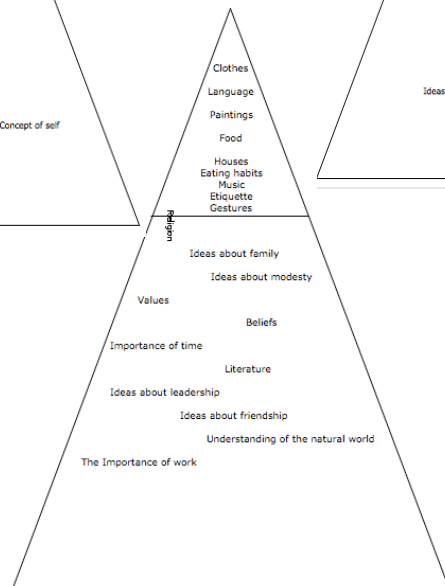 Clothes
Ideas
Language
Paintings
Concept of self
Food
Houses
Eating habits
Music
Etiquette
Gestures
Religion
Ideas about family
Ideas about modesty
Values
Beliefs
Importance of time
Literature
Ideas about leadership
Ideas about friendship
Understanding of the natural world
The Importance of work